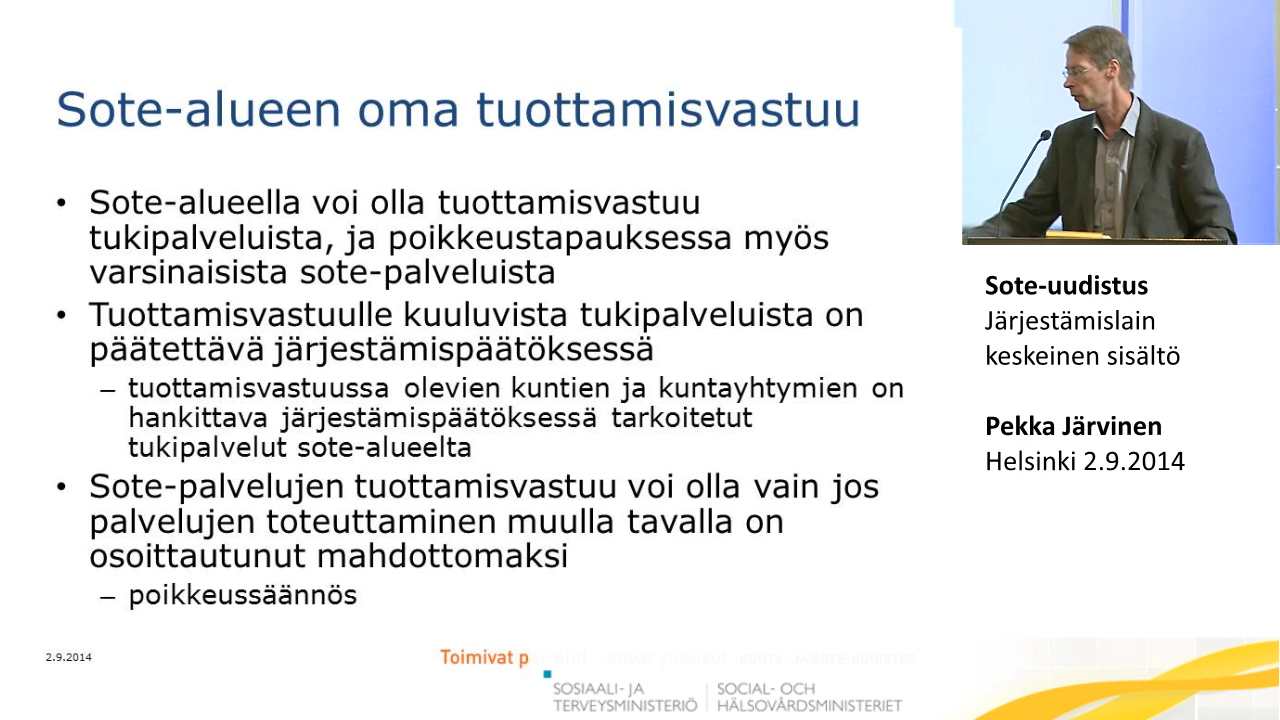 Sote-alueen oma tuottamisvastuu
• Sote-alueella voi olla tuottamisvastuu
tukipalveluista, ja poikkeustapauksessa myös
varsinaisista sote-palveluista
• Tuottamisvastuulle kuuluvista tukipalveluista on
päätettävä järjestämispäätöksessä
– tuottamisvastuussa olevien kuntien ja kuntayhtymien on
hankittava järjestämispäätöksessä tarkoitetut
tukipalvelut sote-alueelta
• Sote-palvelujen tuottamisvastuu voi olla vain jos
palvelujen toteuttaminen muulla tavalla on
osoittautunut mahdottomaksi
– poikkeussäännös
Sote-uudistus
Järjestämislain
keskeinen sisältö
Pekka Järvinen
Helsinki 2.9.2014
2.9.2014
Toimivat p
SOSIAALI- JA
TERVEYSMINISTERIÖ
SOCIAL- OCH
HÄLSOVÅRDSMINISTERIET